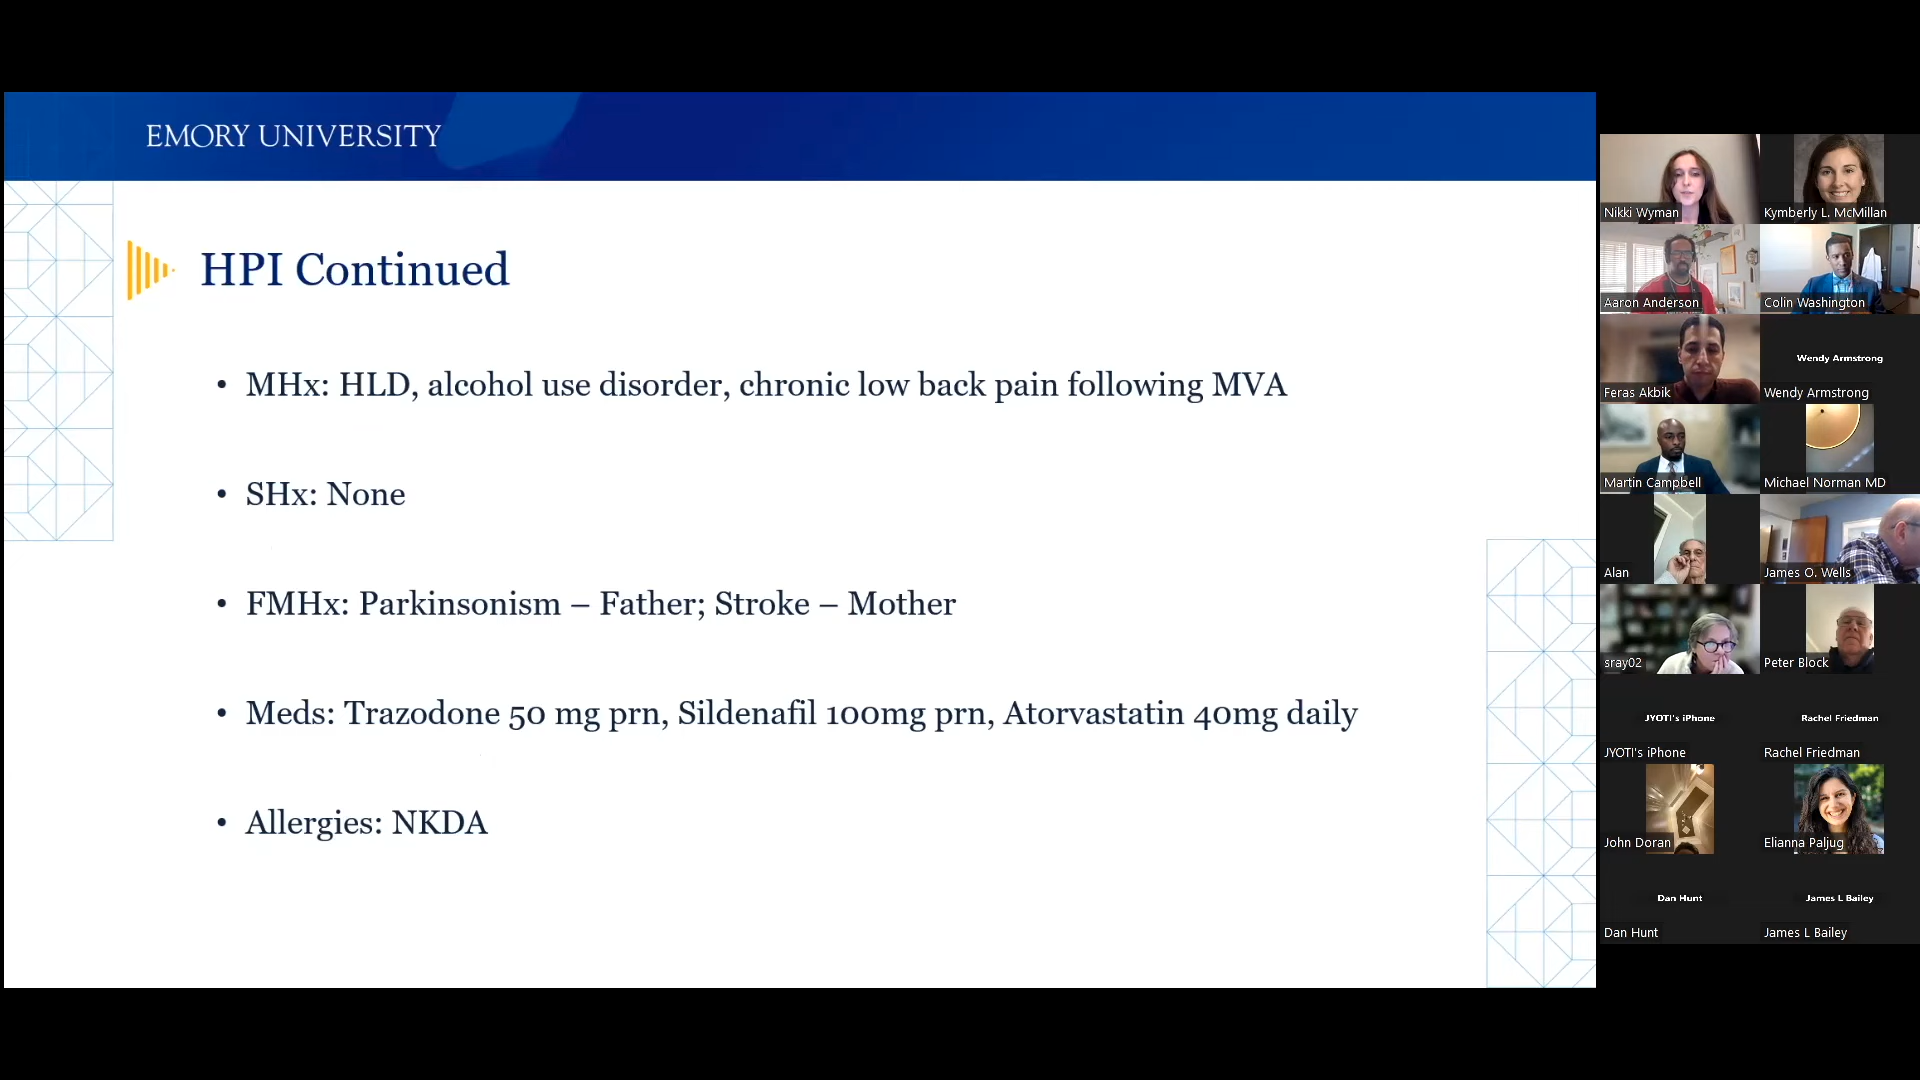 EMORY UNIVERSITY
HPI Continued
• MHx: HLD, alcohol use disorder, chronic low back pain following MVA
• SHx: None
• FMHx: Parkinsonism – Father; Stroke – Mother
• Meds: Trazodone 50 mg prn, Sildenafil 100mg prn, Atorvastatin 40mg daily
• Allergies: NKDA
Nikki Wyman
Kymberly L. McMillan
Aaron Anderson
Colin Washington
Feras Akbik
Wendy Armstrong
Wendy Armstrong
Martin Campbell
Michael Norman MD
Alan
James O. Wells
sray02
Peter Block
JYOTI's iPhone
JYOTI's iPhone
Rachel Friedman
Rachel Friedman
John Doran
Elianna Paljug
Dan Hunt
Dan Hunt
James L Bailey
James L Bailey